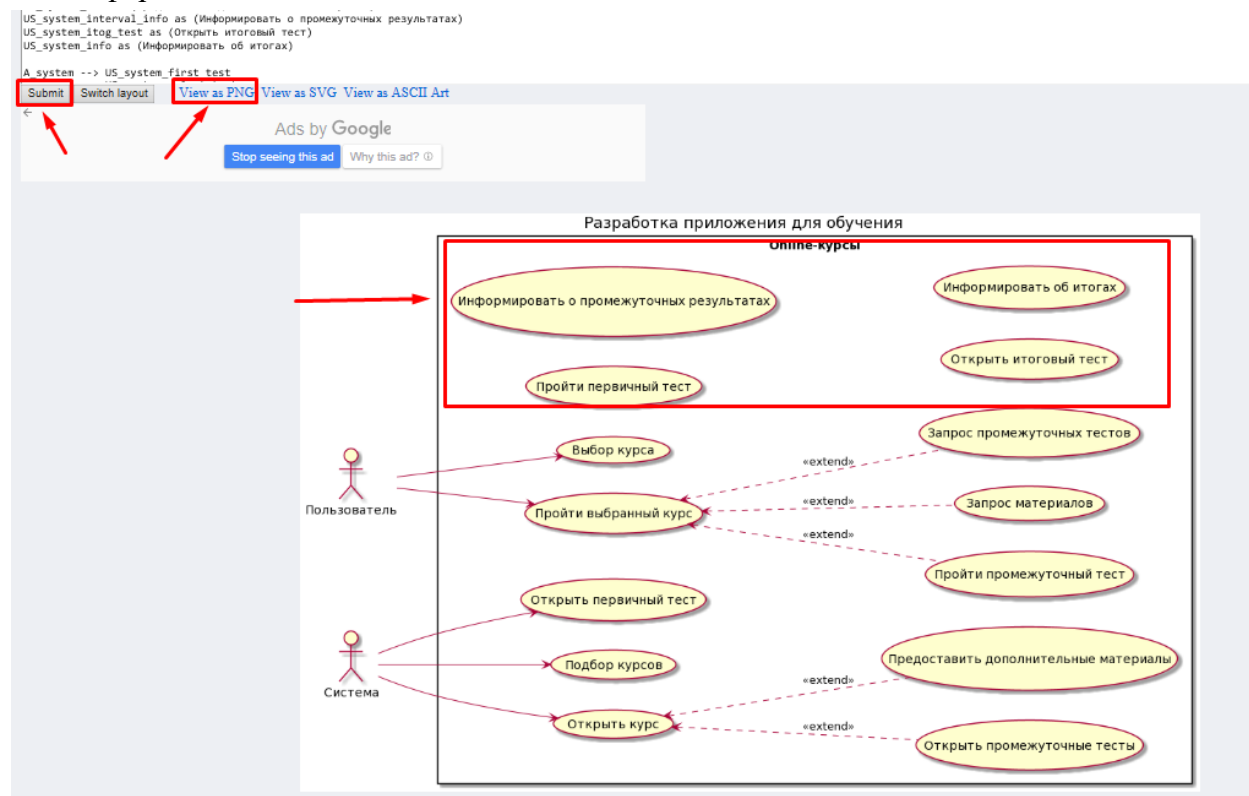 US_system_interval_info as (Информировать о промежуточных результатах)
US_system_itog_test as (Открыть итоговый тест)
US_system_info as (Информировать об итогах)
A_system --> US_system_first_test
Submit Switch layout View as PNG View as SVG View as ASCII Art
Ads by Google
Stop seeing this ad Why this ad?
Разработка приложения для обучения
Online-курсы
Информировать о промежуточных результатах
Информировать об итогах
Открыть итоговый тест
Пройти первичный тест
Запрос промежуточных тестов
Выбор курса
«extend»
Пользователь
Пройти выбранный курс
«extend»
Запрос материалов
«extend»
Пройти промежуточный тест
Открыть первичный тест
Система
Подбор курсов
Предоставить дополнительные материалы
«extend»
Открыть курс
«extend»
Открыть промежуточные тесты